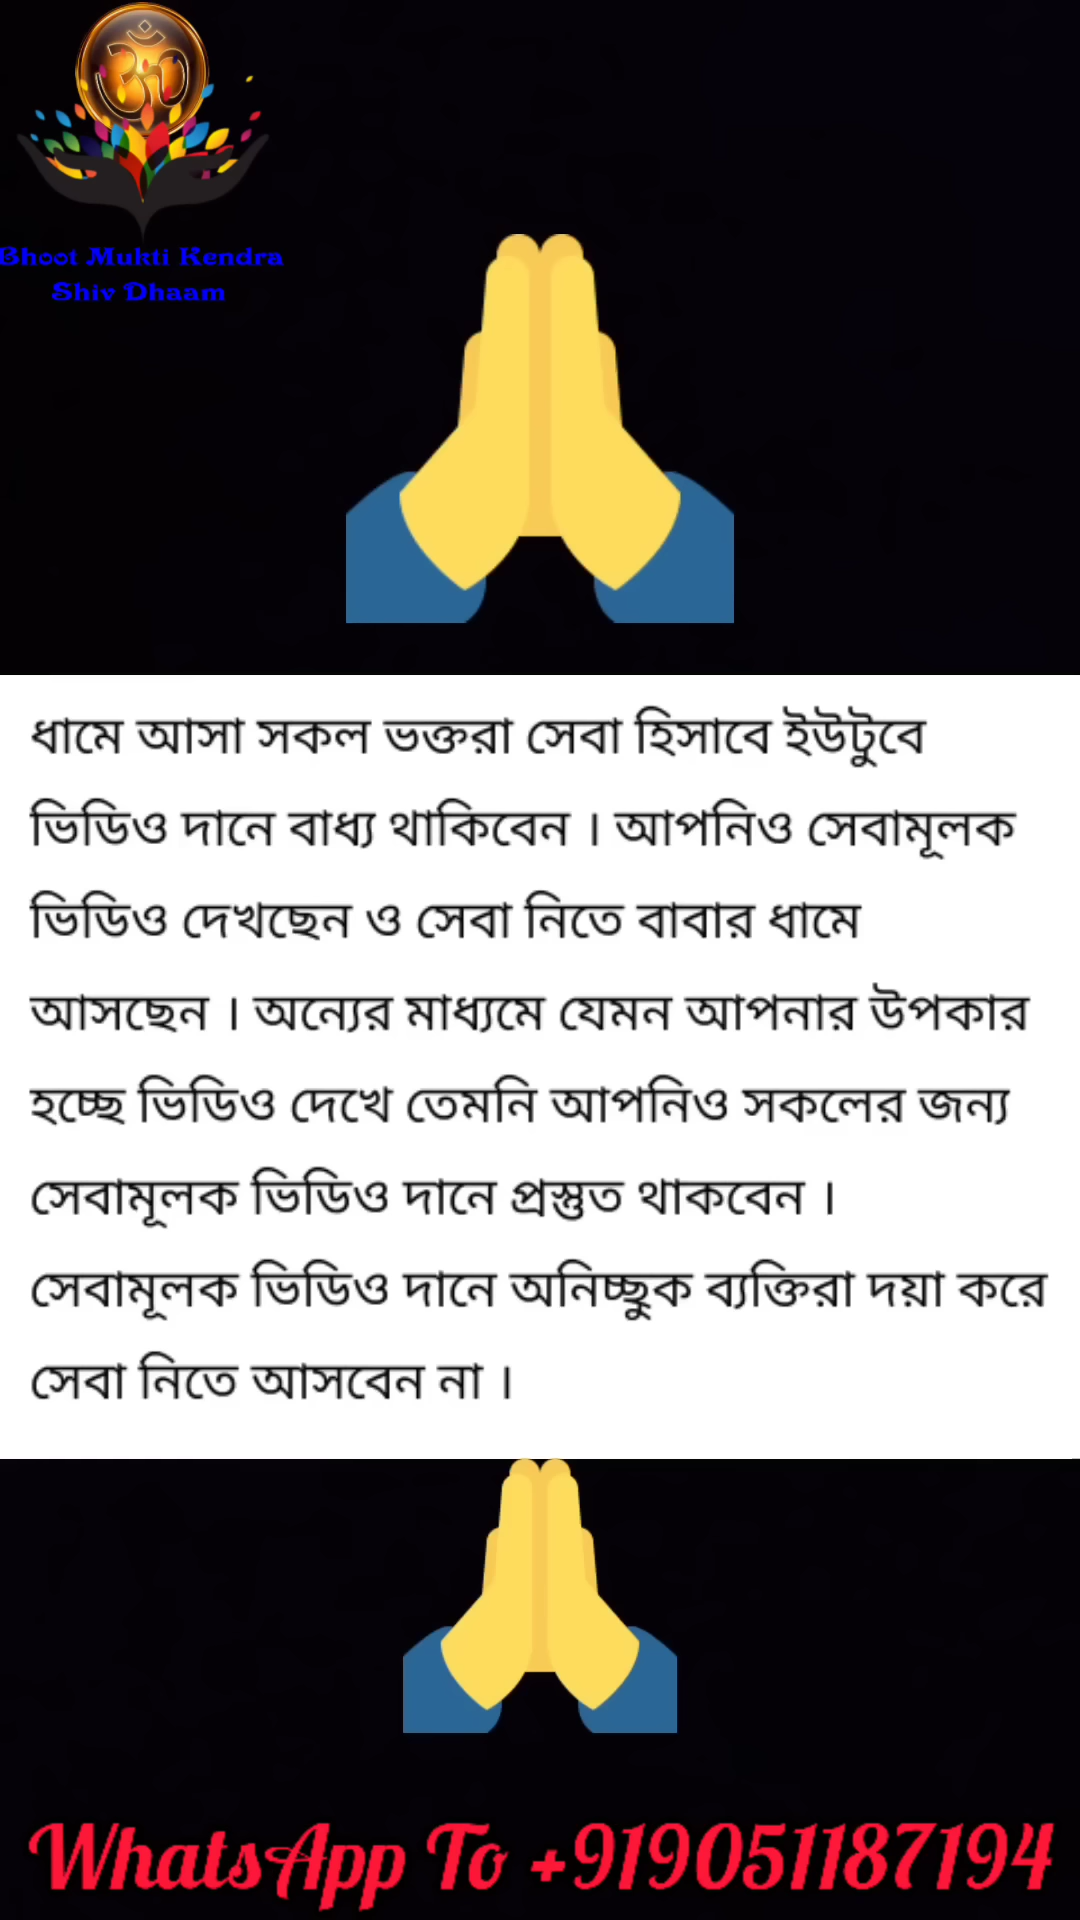 Bhoot Mukti Kendra
Shiv Dhaam
ধামে আসা সকল ভক্তরা সেবা হিসাবে ইউটুবে
ভিডিও দানে বাধ্য থাকিবেন । আপনিও সেবামূলক
ভিডিও দেখছেন ও সেবা নিতে বাবার ধামে
আসছেন । অন্যের মাধ্যমে যেমন আপনার উপকার
হচ্ছে ভিডিও দেখে তেমনি আপনিও সকলের জন্য
সেবামূলক ভিডিও দানে প্রস্তুত থাকবেন ।
সেবামূলক ভিডিও দানে অনিচ্ছুক ব্যক্তিরা দয়া করে
সেবা নিতে আসবেন না ।
WhatsApp To +919051187194